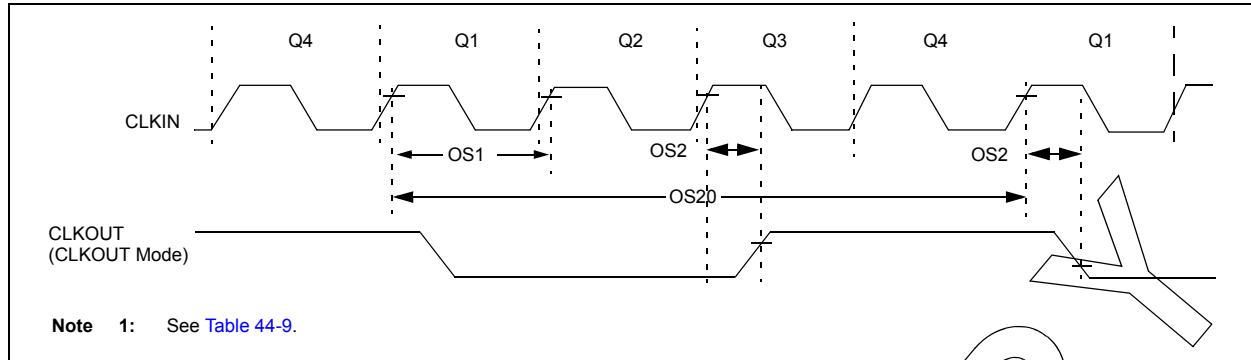 Q4 Q1 Q2 Q3 Q4 Q1
CLKIN
OS1 OS2 OS2
OS20
CLKOUT
(CLKOUT Mode)
Note 1: See Table 44-9.